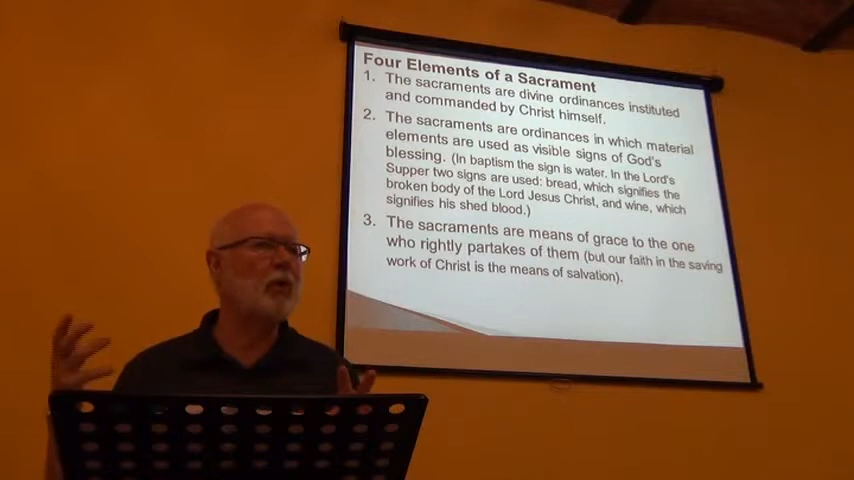 Four Elements of a Sacrament
1. The sacraments are divine ordinances instituted
and commanded by Christ himself.
2. The sacraments are ordinances in which material
elements are used as visible signs of God's
blessing. (In baptism the sign is water. In the Lord's
Supper two signs are used: bread, which signifies the
broken body of the Lord Jesus Christ, and wine, which
signifies his shed blood.)
3. The sacraments are means of grace to the one
who rightly partakes of them (but our faith in the saving
work of Christ is the means of salvation).